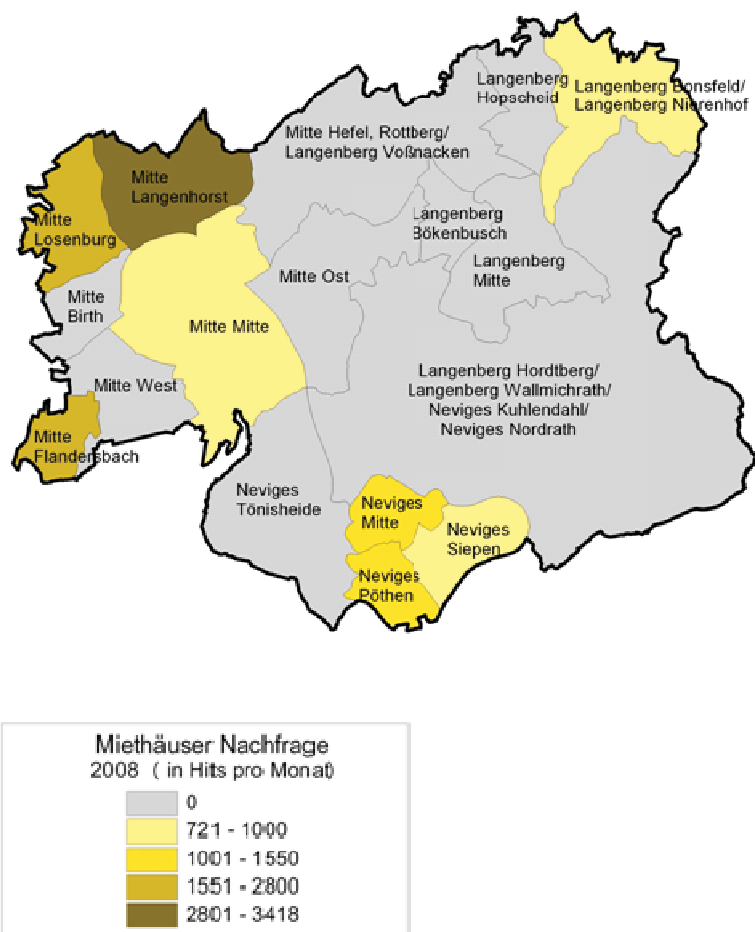 Langenberg
Hopscheid
Langenberg Bonsfeld/
Langenberg Nierenhof
Mitte Hefel, Rottberg/
Langenberg Voßnacken
Mitte
Langenhorst
Mitte
Losenburg
Langenberg
Bökenbusch
Langenberg
Mitte
Mitte Ost
Mitte
Birth
Mitte Mitte
Mitte West
Langenberg Hordtberg/
Langenberg Wallmichrath/
Neviges Kuhlendahl/
Neviges Nordrath
Mitte
Flandersbach
Neviges
Tönisheide
Neviges
Mitte
Neviges
Siepen
Neviges
Pöthen
Miethäuser Nachfrage
2008 ( in Hits pro Monat)
0
721 - 1000
1001 - 1550
1551 - 2800
2801 - 3418